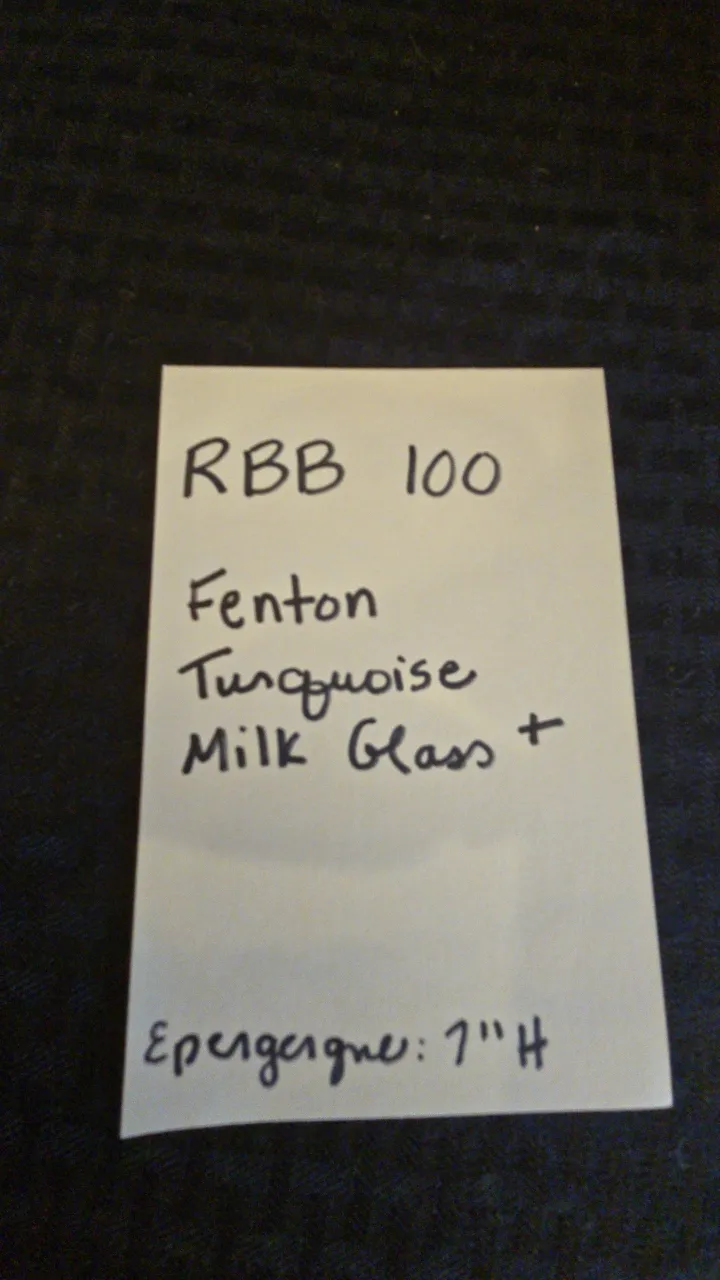 RBB 100
Fenton
Turquoise
Milk Glass +
Epergergne: 7" H